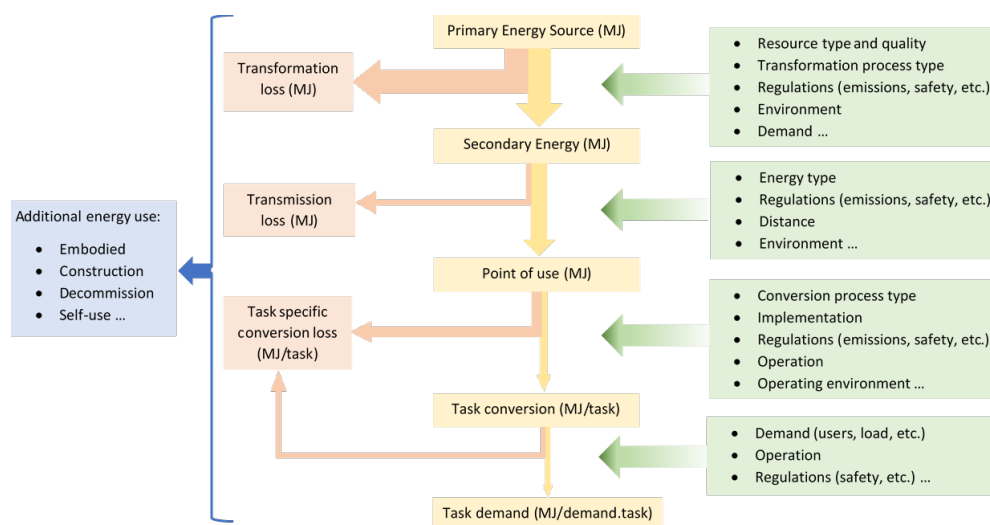 Primary Energy Source (MJ)
Transformation
loss (MJ)
• Resource type and quality
• Transformation process type
• Regulations (emissions, safety, etc.)
• Environment
• Demand ...
Secondary Energy (MJ)
Transmission
loss (MJ)
• Energy type
• Regulations (emissions, safety, etc.)
• Distance
• Environment ...
Additional energy use:
• Embodied
• Construction
• Decommission
• Self-use ...
Point of use (MJ)
Task specific
conversion loss
(MJ/task)
• Conversion process type
• Implementation
• Regulations (emissions, safety, etc.)
• Operation
• Operating environment ...
Task conversion (MJ/task)
• Demand (users, load, etc.)
• Operation
• Regulations (safety, etc.) ...
Task demand (MJ/demand.task)